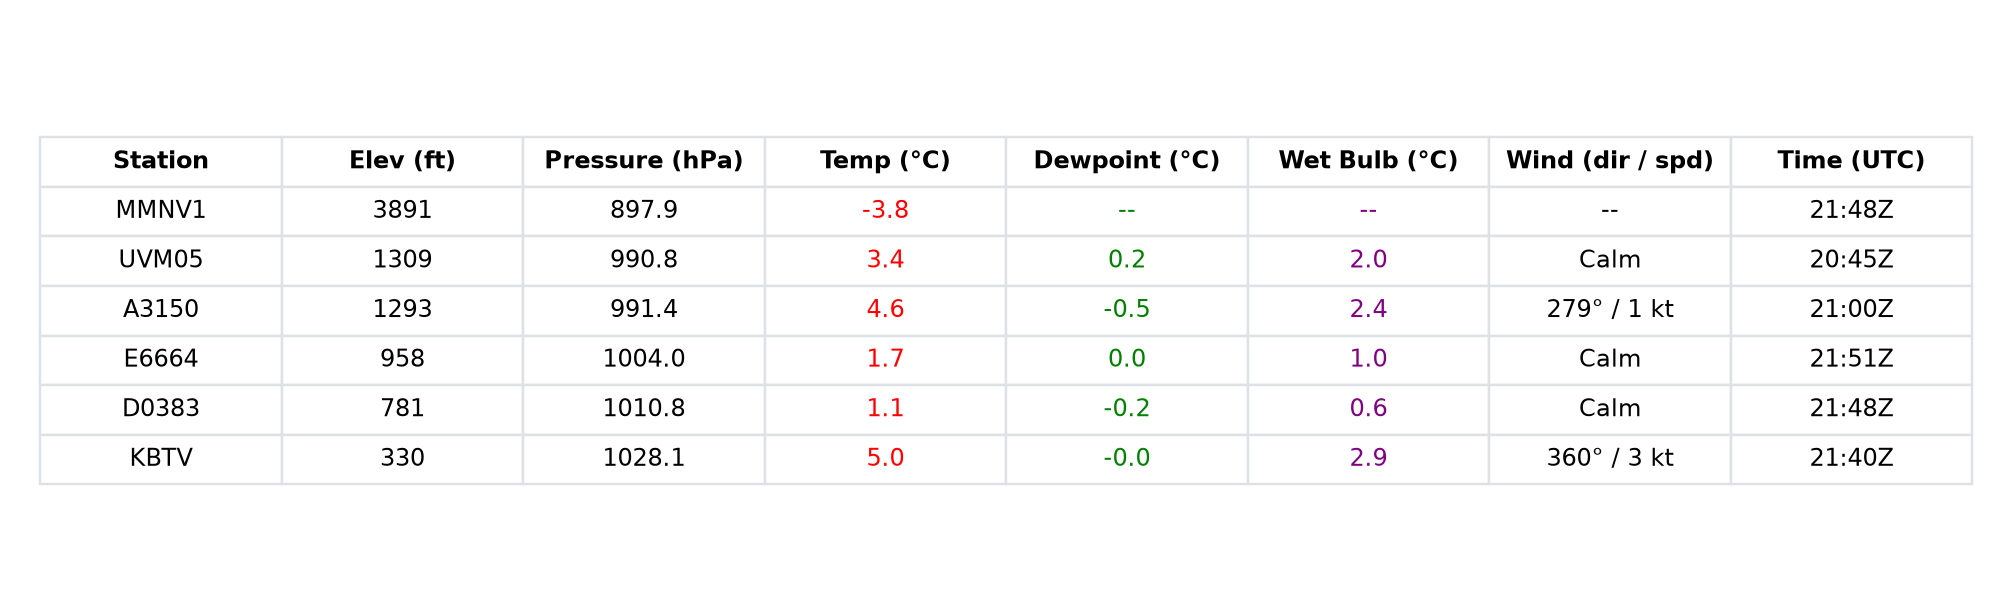 Station Elev (ft) Pressure (hPa) Temp (°C) Dewpoint (°C) Wet Bulb (°C) Wind (dir / spd) Time (UTC)
MMNV1 3891 897.9 -3.8 -- -- -- 21:48Z
UVM05 1309 990.8 3.4 0.2 2.0 Calm 20:45Z
A3150 1293 991.4 4.6 -0.5 2.4 279° / 1 kt 21:00Z
E6664 958 1004.0 1.7 0.0 1.0 Calm 21:51Z
D0383 781 1010.8 1.1 -0.2 0.6 Calm 21:48Z
KBTV 330 1028.1 5.0 -0.0 2.9 360° / 3 kt 21:40Z